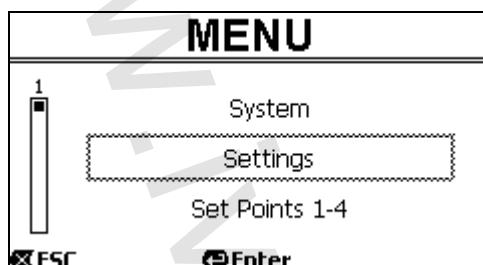 MENU
1
System
Settings
Set Points 1-4
ESC Enter